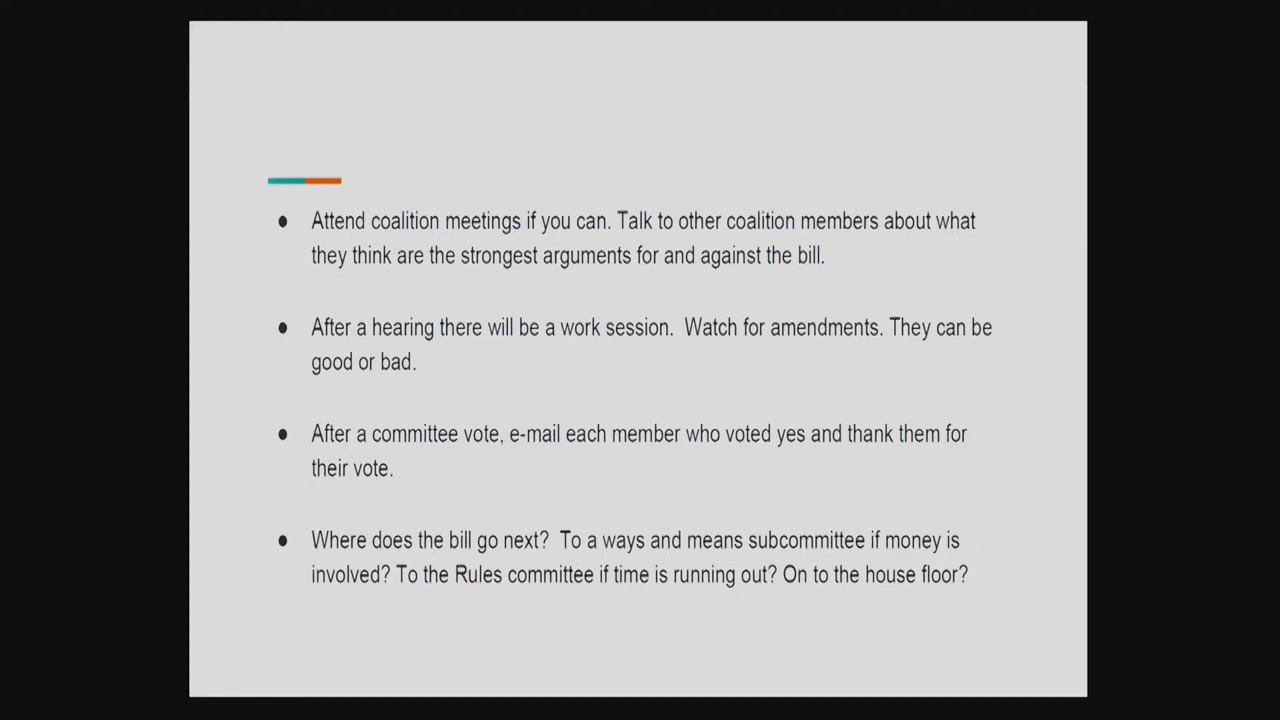 ● Attend coalition meetings if you can. Talk to other coalition members about what
they think are the strongest arguments for and against the bill.
● After a hearing there will be a work session.  Watch for amendments. They can be
good or bad.
● After a committee vote, e-mail each member who voted yes and thank them for
their vote.
● Where does the bill go next?  To a ways and means subcommittee if money is
involved? To the Rules committee if time is running out? On to the house floor?